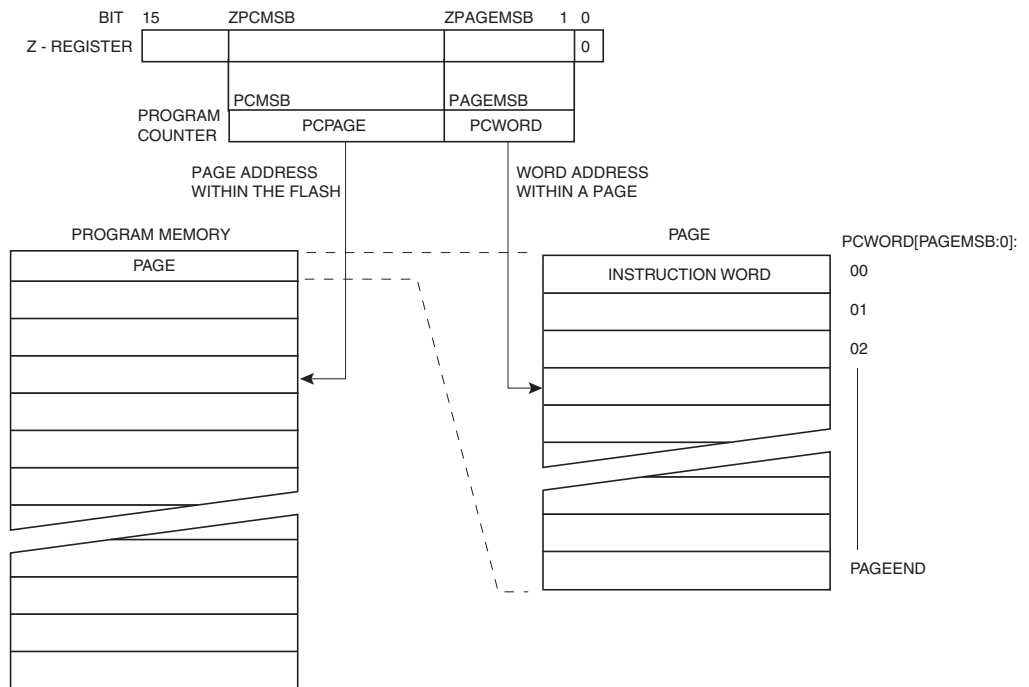 BIT 15 ZPCMSB ZPAGEMSB 1 0
Z - REGISTER 0
PCMSB PAGEMSB
PROGRAM
COUNTER
PCPAGE PCWORD
PAGE ADDRESS
WITHIN THE FLASH
WORD ADDRESS
WITHIN A PAGE
PROGRAM MEMORY
PAGE
PAGE
PCWORD[PAGEMSB:0]:
INSTRUCTION WORD
00
01
02
PAGEEND